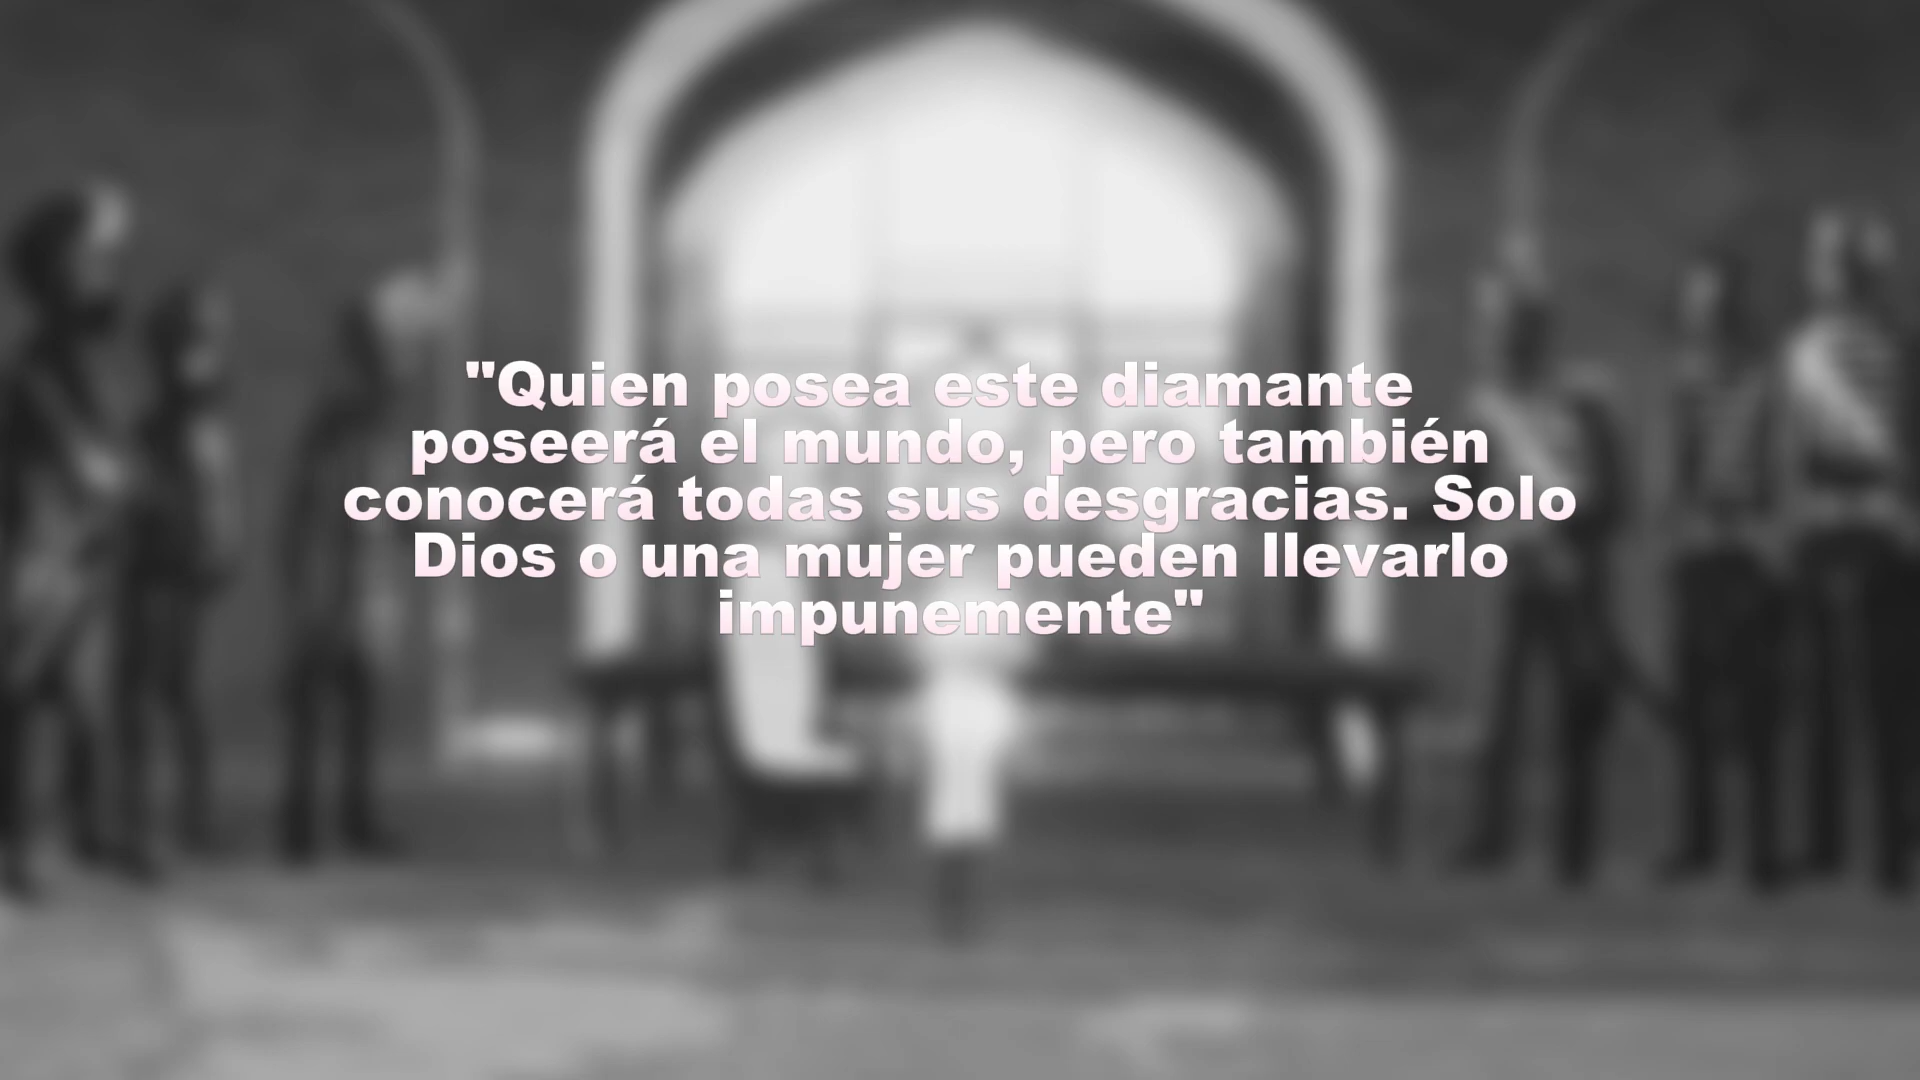 "Quien posea este diamante
poseerá el mundo, pero también
conocerá todas sus desgracias. Solo
Dios o una mujer pueden llevarlo
impunemente"